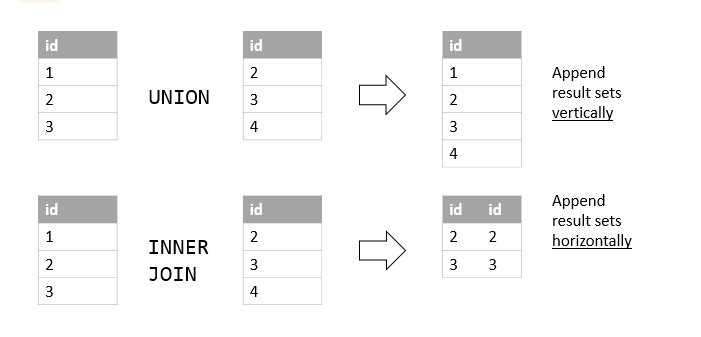 id
1
2
3
UNION
id
2
3
4
id
1
2
3
4
Append
result sets
vertically
id
1
2
3
INNER
JOIN
id
2
3
4
id id
2 2
3 3
Append
result sets
horizontally